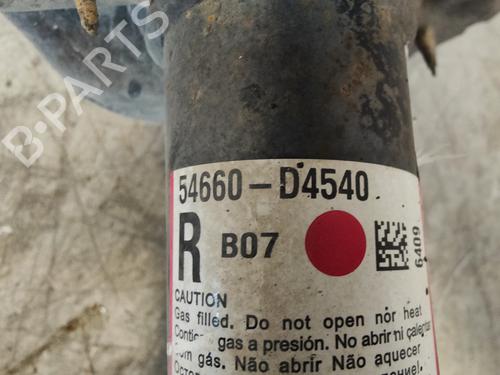 B-PARTS
54660-D4540
R B07
6409
CAUTION
Gas filled. Do not open nor heat
gas a presión. No abrir ni
gás. Não abrir Não aquecer